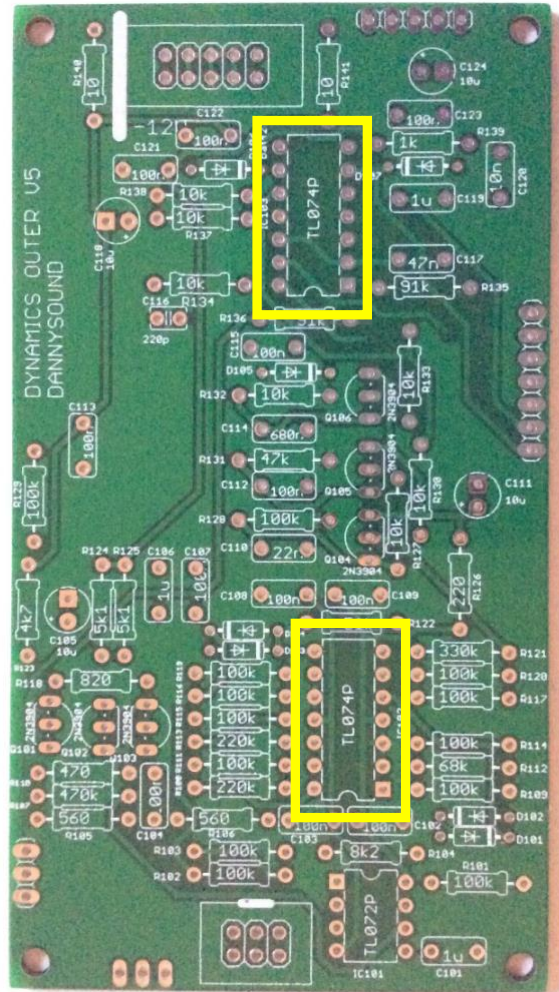 R140
10
10
R141
C124
10u
-12V
C122
100n
C123
100n
C121
100n
1k
R139
10n
C120
R138
10k
1u
C119
10k
R137
TL074P
C118
10u
47n
C117
10k
R134
91k
R135
C116
220p
R136
DYNAMICS OUTER V5
DANNYSOUND
C115
100n
D105
R133
10k
R132
10k
Q106
2N3904
C113
100n
C114
680n
R131
47k
2N3904
R130
10k
C111
10u
R129
100k
C112
100n
Q105
R128
100k
10k
R127
C110
22n
Q104
2N3904
R124
R125
C106
C107
220
R126
1u
C108
100n
100n
C109
4k7
5k1
5k1
R122
C105
10u
R123
330k
R121
R118
820
100k
100k
R120
100k
100k
R117
2N3904
2N3904
2N3904
100k
TL074P
Q101
Q102
Q103
220k
100k
R114
470
100k
68k
R112
R110
220k
100k
R109
470k
R107
560
R105
C104
560
R106
100n
C103
100n
C102
D102
D101
R103
100k
8k2
R104
R102
100k
R101
100k
TL072P
IC101
1u
C101